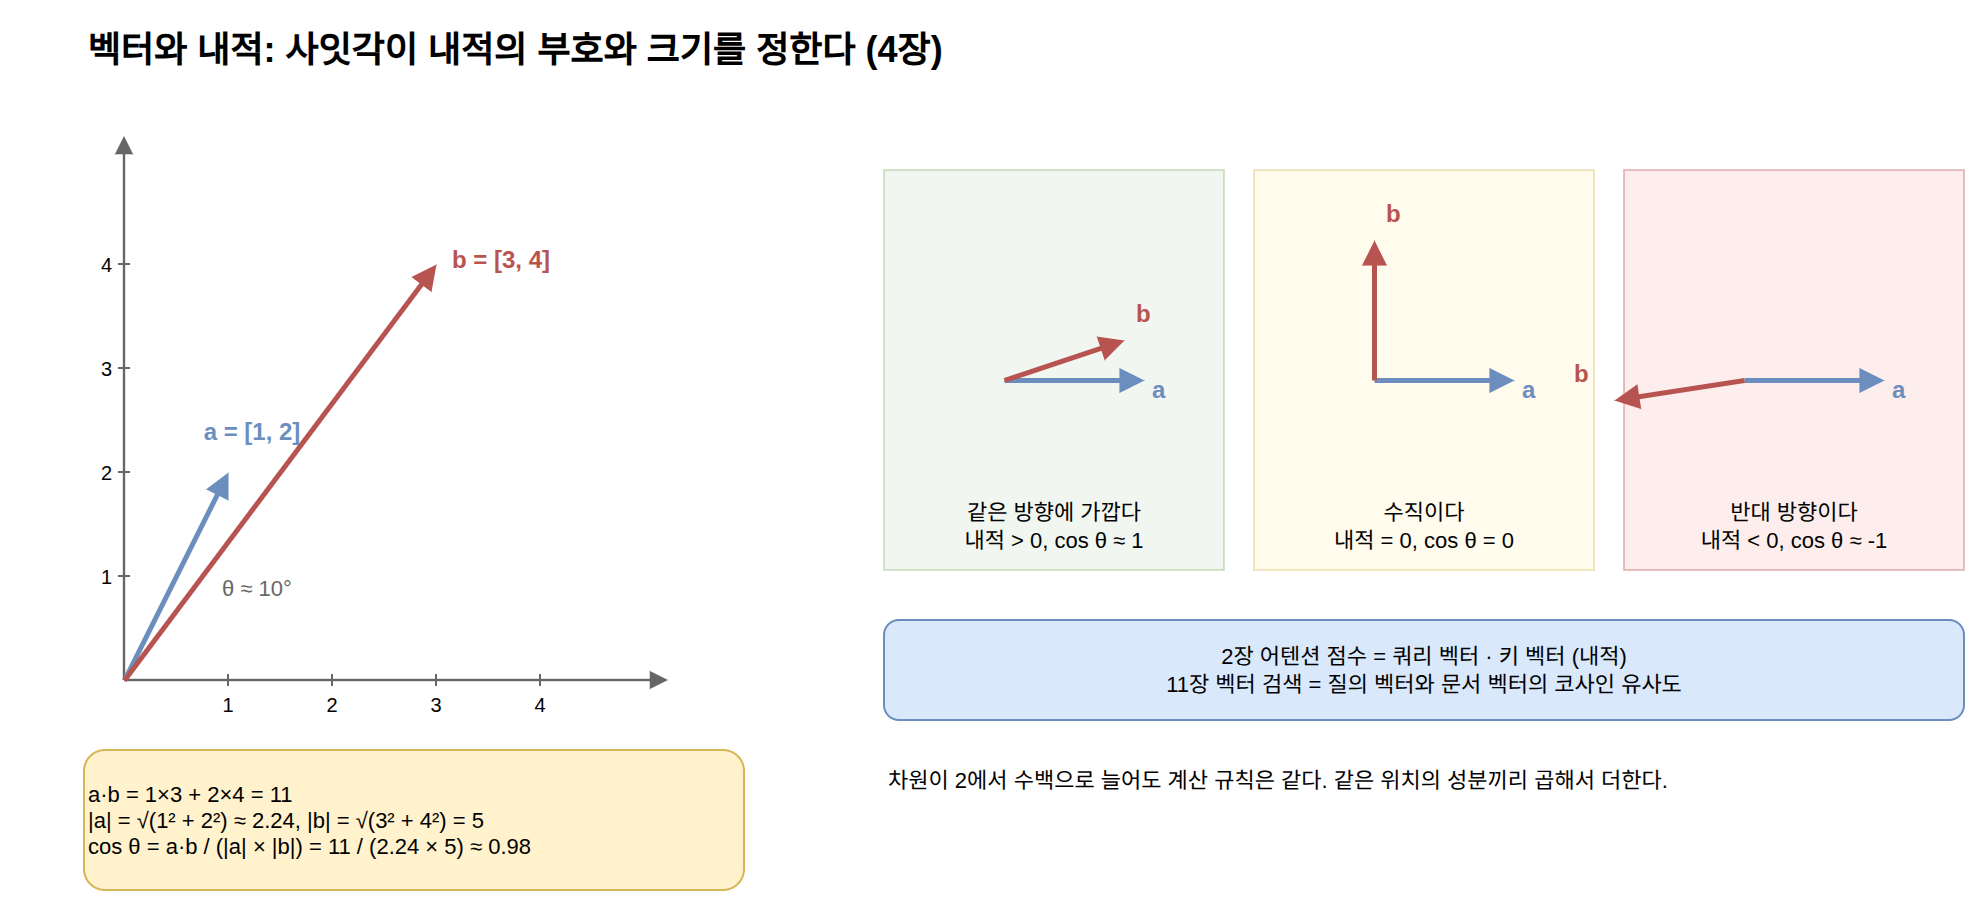 벡터와 내적: 사잇각이 내적의 부호와 크기를 정한다 (4장)
4
3
2
1
b = [3, 4]
a = [1, 2]
θ ≈ 10°
1
2
3
4
a·b = 1×3 + 2×4 = 11
|a| = √(1² + 2²) ≈ 2.24, |b| = √(3² + 4²) = 5
cos θ = a·b / (|a| × |b|) = 11 / (2.24 × 5) ≈ 0.98
b
a
같은 방향에 가깝다
내적 > 0, cos θ ≈ 1
b
a
수직이다
내적 = 0, cos θ = 0
b
a
반대 방향이다
내적 < 0, cos θ ≈ -1
2장 어텐션 점수 = 쿼리 벡터 · 키 벡터 (내적)
11장 벡터 검색 = 질의 벡터와 문서 벡터의 코사인 유사도
차원이 2에서 수백으로 늘어도 계산 규칙은 같다. 같은 위치의 성분끼리 곱해서 더한다.